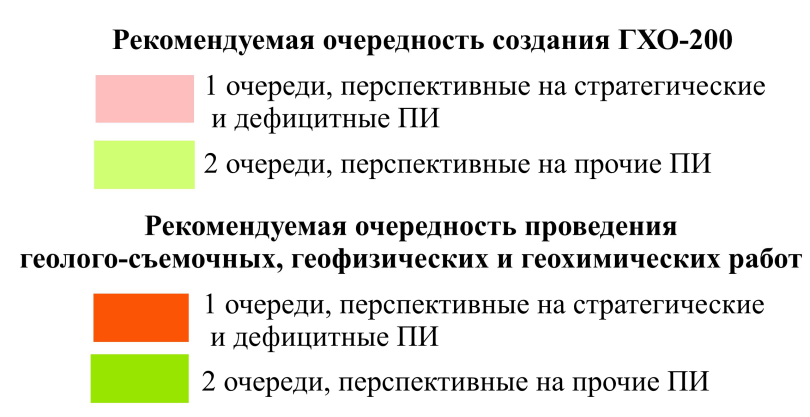 Рекомендуемая очередность создания ГХО-200
1 очереди, перспективные на стратегические
и дефицитные ПИ
2 очереди, перспективные на прочие ПИ
Рекомендуемая очередность проведения
геолого-съемочных, геофизических и геохимических работ
1 очереди, перспективные на стратегические
и дефицитные ПИ
2 очереди, перспективные на прочие ПИ